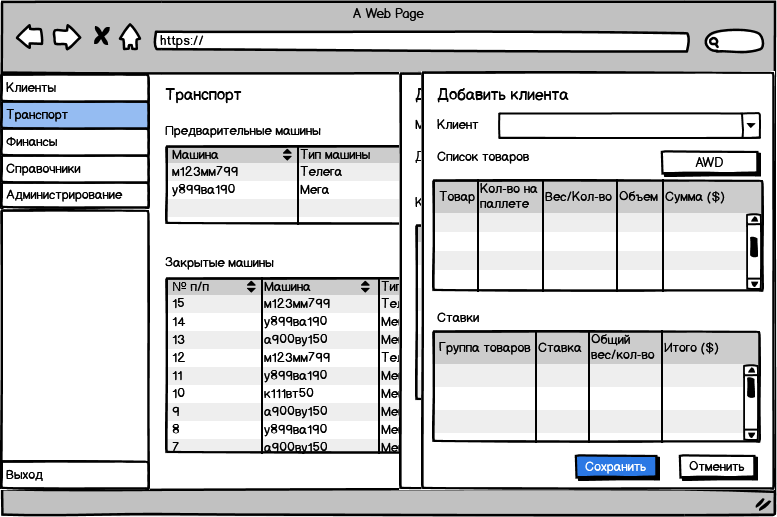 A Web Page
https://
Клиенты
Транспорт
Финансы
Справочники
Администрирование
Выход
Транспорт
Предварительные машины
Машина Тип машины
м123мм799 Телега
у899ва190 Мега
Закрытые машины
№ п/п Машина Тип
15 м123мм799 Тел
14 у899ва190 Ме
13 а900ву150 Ме
12 м123мм799 Тел
11 у899ва190 Ме
10 к111вт50 Ме
9 а900ву150 Ме
8 у899ва190 Ме
7 а900ву150 Ме
Д
М
Д
К
Добавить клиента
Клиент
Список товаров
AWD
Товар Кол-во на паллете Вес/Кол-во Объем Сумма ($)
Ставки
Группа товаров Ставка Общий вес/кол-во Итого ($)
Сохранить Отменить